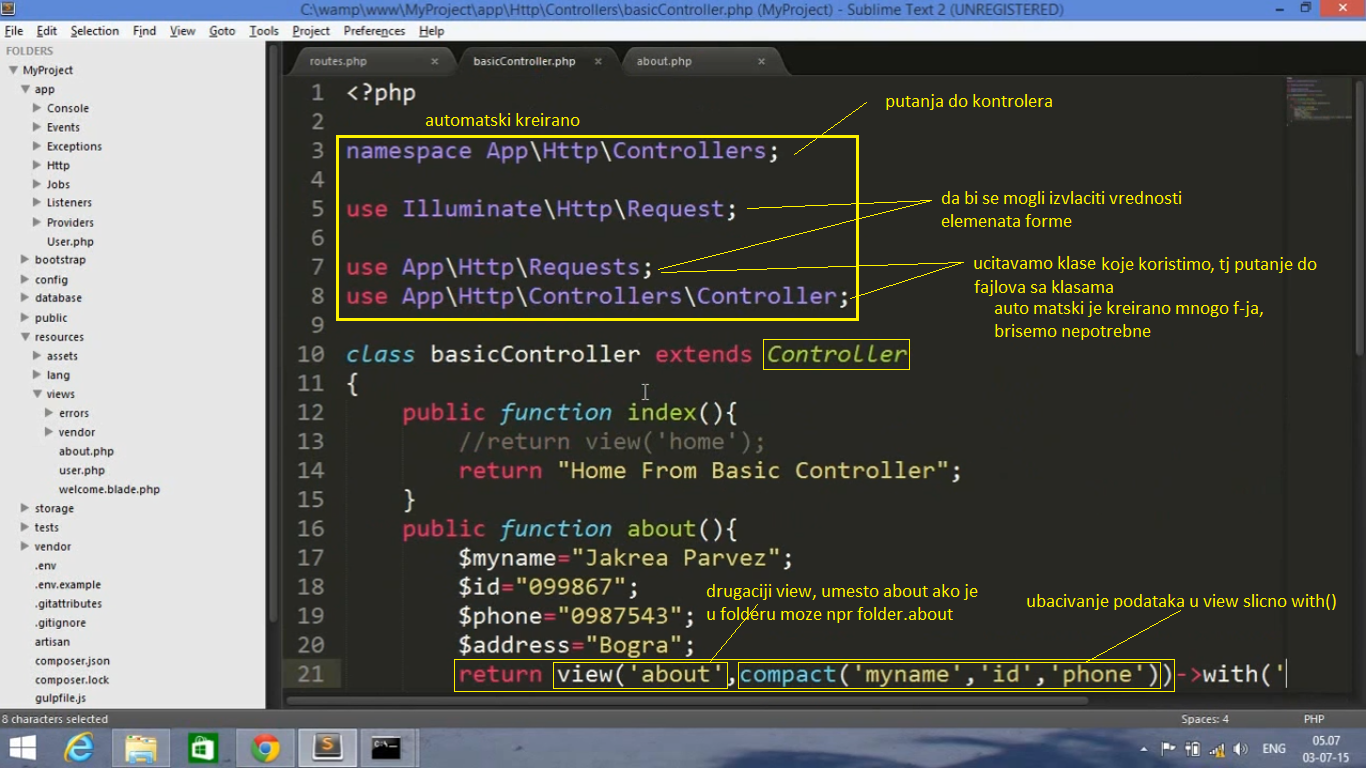 C:\wamp\www\MyProject\app\Http\Controllers\basicController.php (MyProject) - Sublime Text 2 (UNREGISTERED)
File Edit Selection Find View Goto Tools Project Preferences Help
FOLDERS
MyProject
app
Console
Events
Exceptions
Http
Jobs
Listeners
Providers
User.php
bootstrap
config
database
public
resources
assets
lang
views
errors
vendor
about.php
user.php
welcome.blade.php
storage
tests
vendor
.env
.env.example
.gitattributes
.gitignore
artisan
composer.json
composer.lock
gulpfile.js
routes.php × basicController.php × about.php ×
1 <?php
2
automatski kreirano
putanja do kontrolera
3 namespace App\Http\Controllers;
4
5 use Illuminate\Http\Request;
da bi se mogli izvlaciti vrednosti
elemenata forme
6
7 use App\Http\Requests;
8 use App\Http\Controllers\Controller;
ucitavamo klase koje koristimo, tj putanje do
fajlova sa klasama
auto matski je kreirano mnogo f-ja,
brisemo nepotrebne
9
10 class basicController extends Controller
11 {
12 public function index(){
13 //return view('home');
14 return "Home From Basic Controller";
15 }
16 public function about(){
17 $myname="Jakrea Parvez";
18 $id="099867";
19 $phone="0987543";
20 $address="Bogra";
drugaciji view, umesto about ako je
u folderu moze npr folder.about
ubacivanje podataka u view slicno with()
21 return view('about',compact('myname','id','phone'))->with('
8 characters selected
Spaces: 4
PHP
ENG
05.07
03-07-15